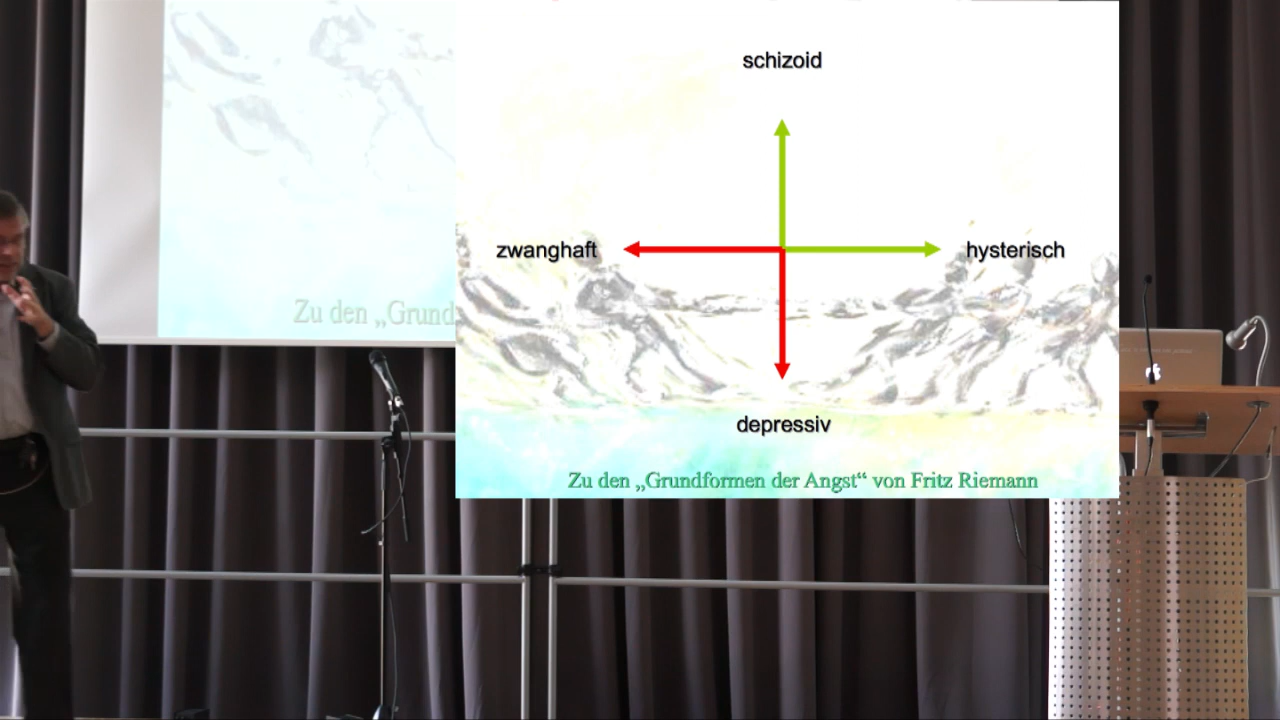 schizoid
zwanghaft
hysterisch
depressiv
Zu den „Grundformen der Angst“ von Fritz Riemann
Zu den „Grund